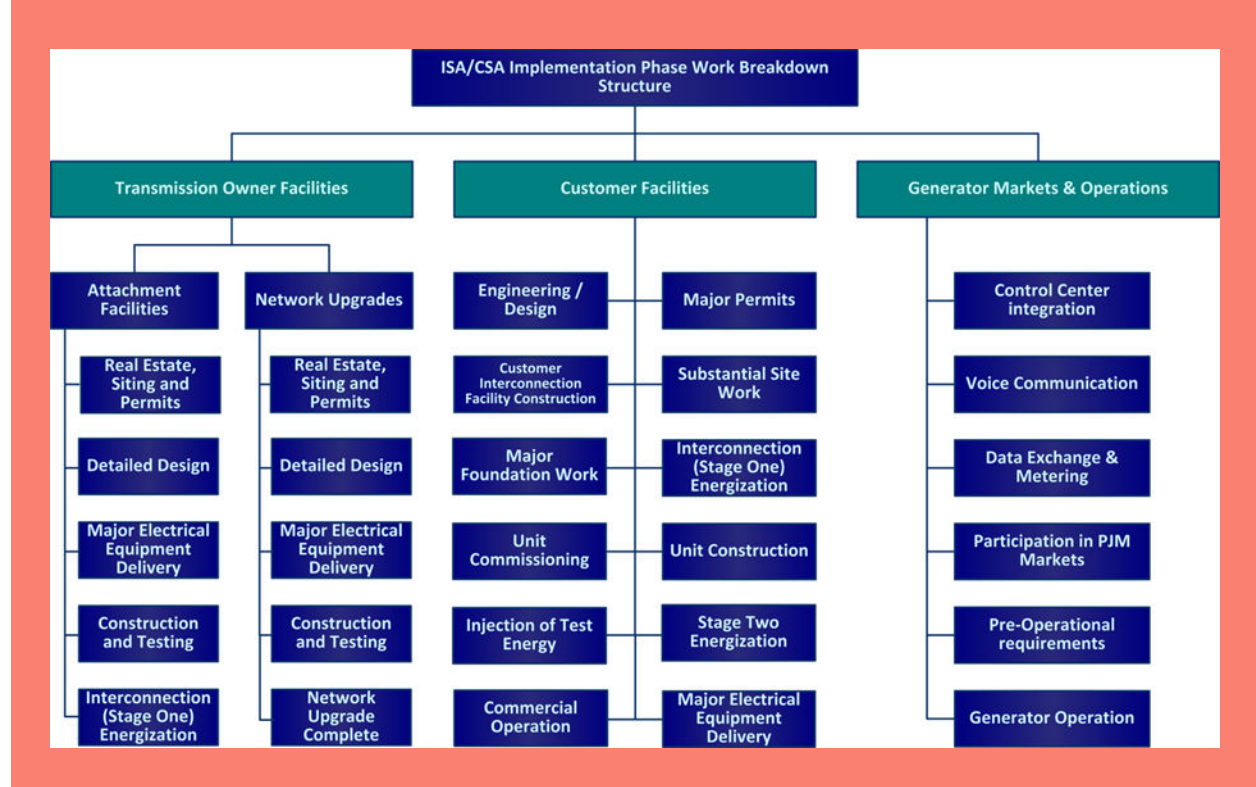 ISA/CSA Implementation Phase Work Breakdown
Structure
Transmission Owner Facilities
Customer Facilities
Generator Markets & Operations
Attachment
Facilities
Real Estate,
Siting and
Permits
Detailed Design
Major Electrical
Equipment
Delivery
Construction
and Testing
Interconnection
(Stage One)
Energization
Network Upgrades
Real Estate,
Siting and
Permits
Detailed Design
Major Electrical
Equipment
Delivery
Construction
and Testing
Network
Upgrade
Complete
Engineering /
Design
Major Permits
Customer
Interconnection
Facility Construction
Substantial Site
Work
Major
Foundation Work
Interconnection
(Stage One)
Energization
Unit
Commissioning
Unit Construction
Injection of Test
Energy
Stage Two
Energization
Commercial
Operation
Major Electrical
Equipment
Delivery
Control Center
integration
Voice Communication
Data Exchange &
Metering
Participation in PJM
Markets
Pre-Operational
requirements
Generator Operation